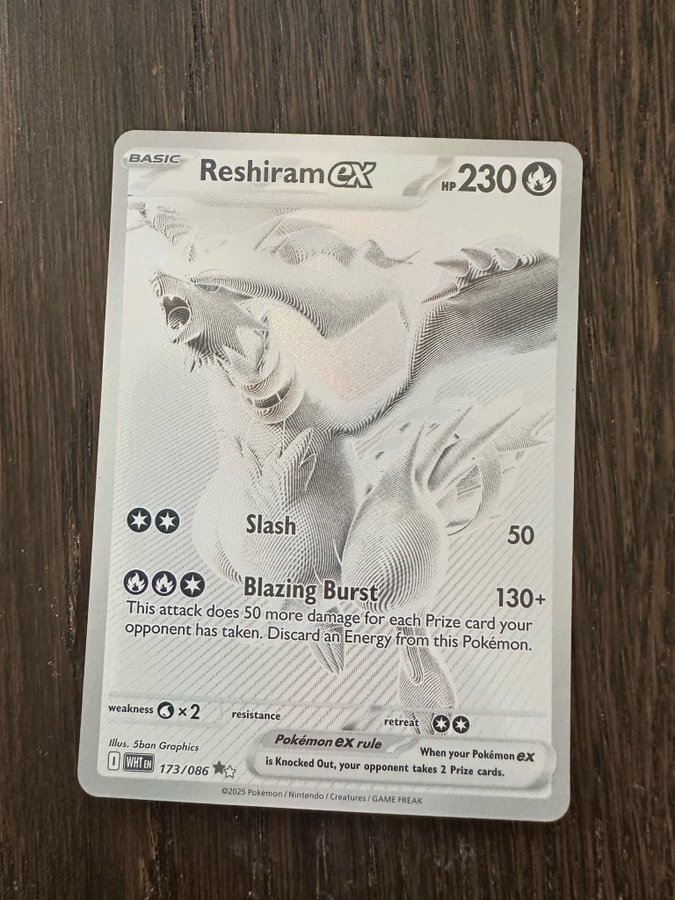 BASIC Reshiram ex HP 230
Slash 50
Blazing Burst 130+
This attack does 50 more damage for each Prize card your
opponent has taken. Discard an Energy from this Pokémon.
weakness ×2 resistance retreat
Illus. 5ban Graphics
Pokémon ex rule When your Pokémon ex
is Knocked Out, your opponent takes 2 Prize cards.
I WHT EN 173/086
©2025 Pokémon / Nintendo / Creatures / GAME FREAK